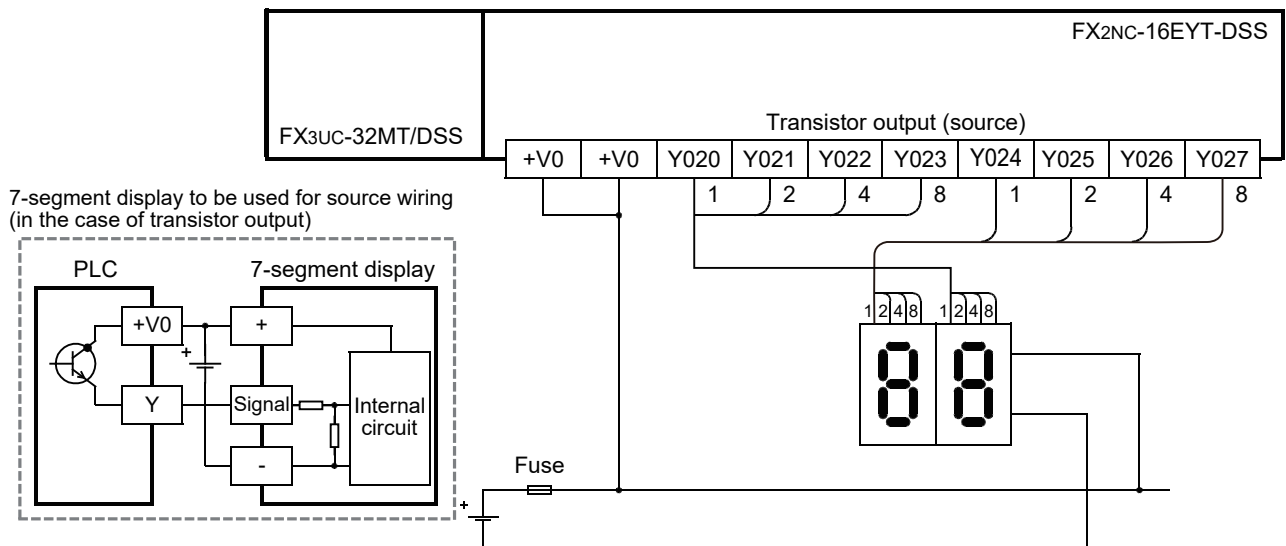 FX2NC-16EYT-DSS
FX3UC-32MT/DSS
Transistor output (source)
+V0 +V0 Y020 Y021 Y022 Y023 Y024 Y025 Y026 Y027
1 2 4 8 1 2 4 8
7-segment display to be used for source wiring
(in the case of transistor output)
PLC 7-segment display
+V0 +
+
Y Signal Internal
circuit
-
1 2 4 8 1 2 4 8
8 8
Fuse
+